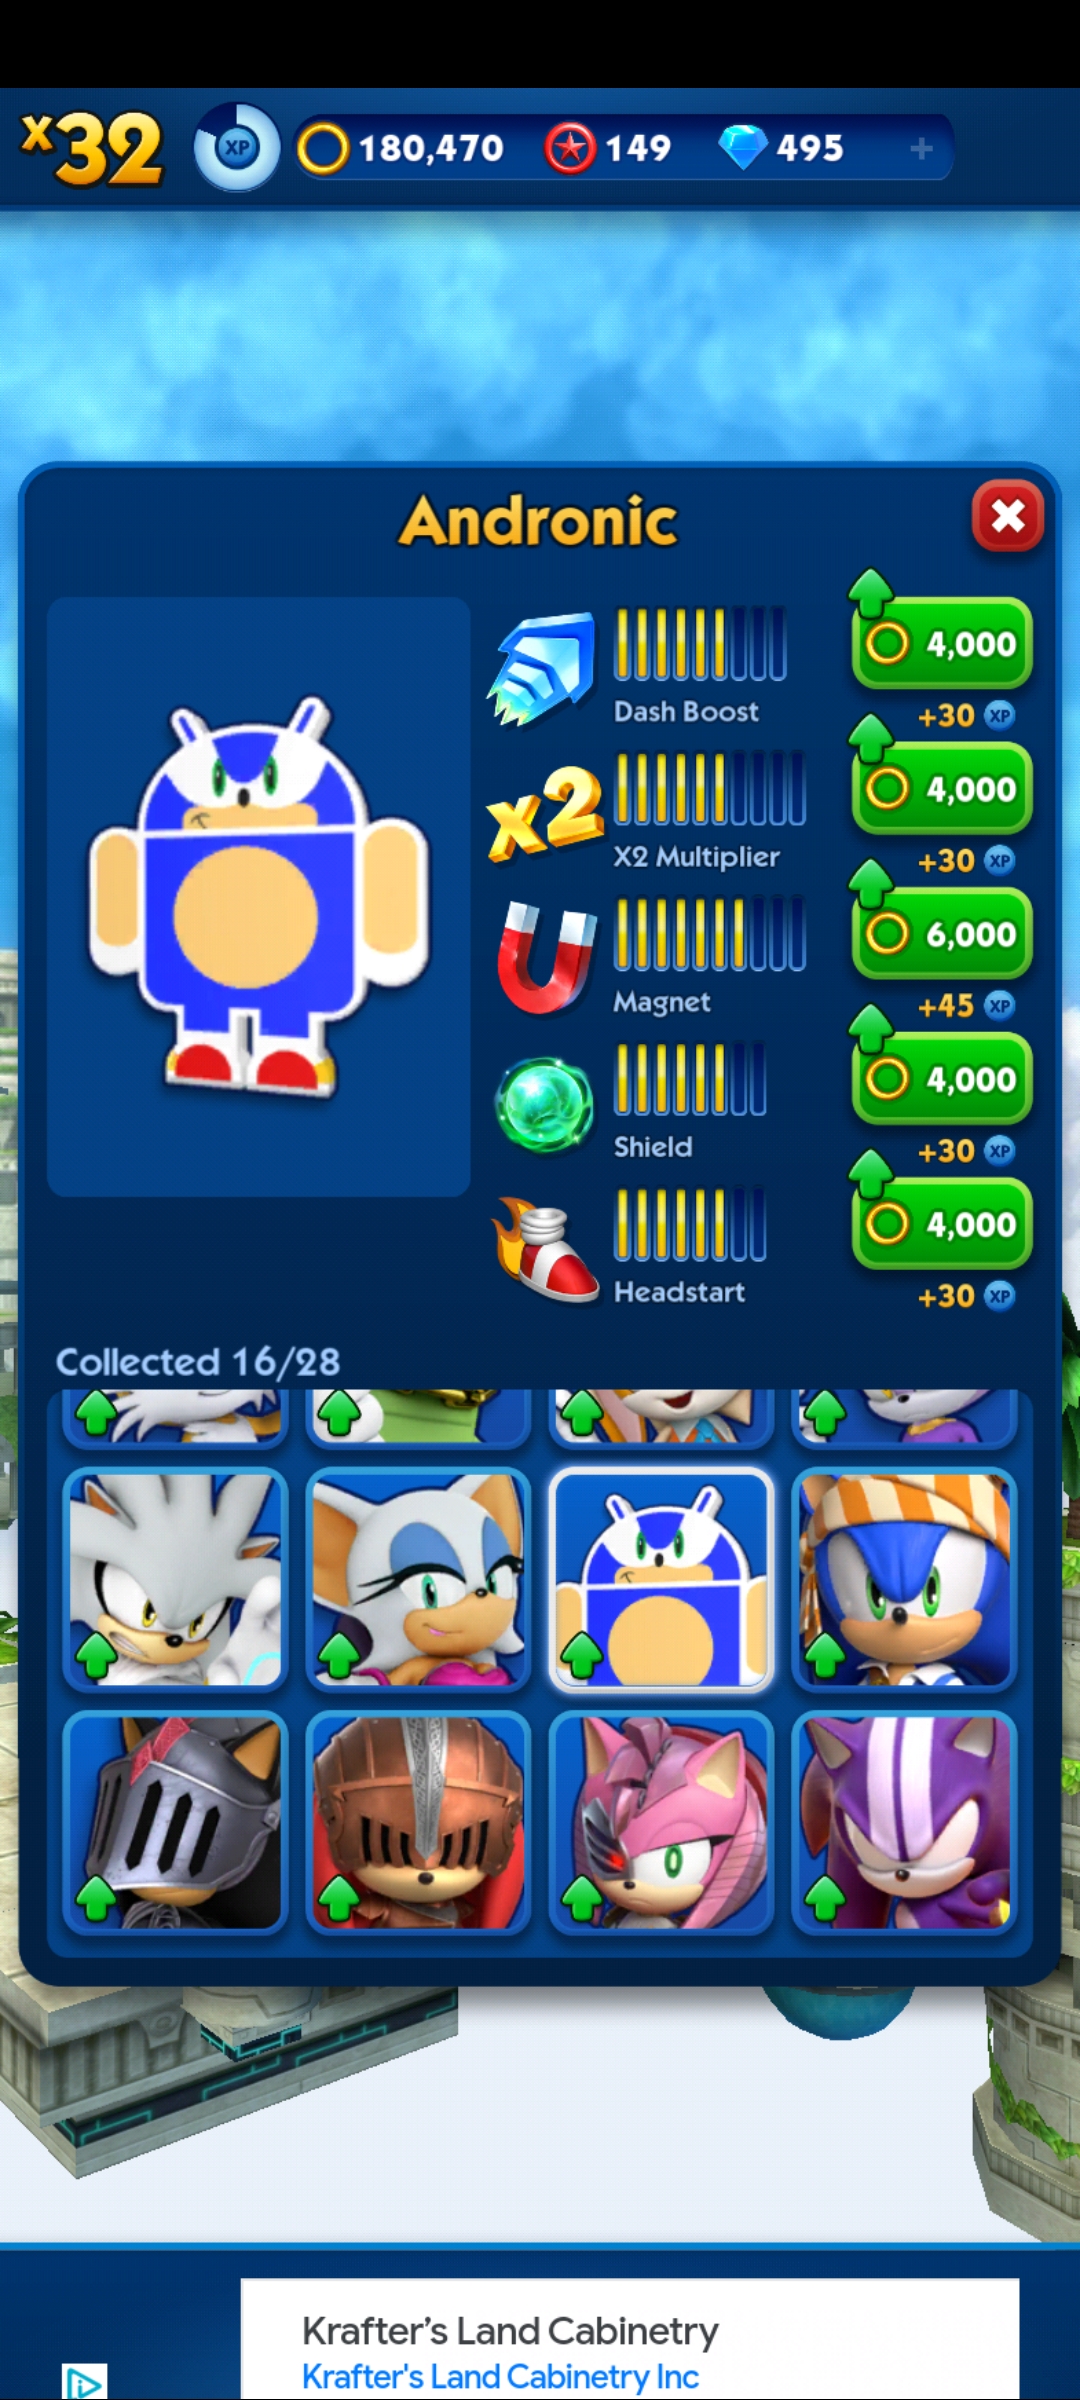 x32 XP 180,470 149 495 +
Andronic
4,000
Dash Boost
+30 XP
x2
4,000
X2 Multiplier
+30 XP
6,000
Magnet
+45 XP
4,000
Shield
+30 XP
4,000
Headstart
+30 XP
Collected 16/28
Krafter’s Land Cabinetry
Krafter's Land Cabinetry Inc